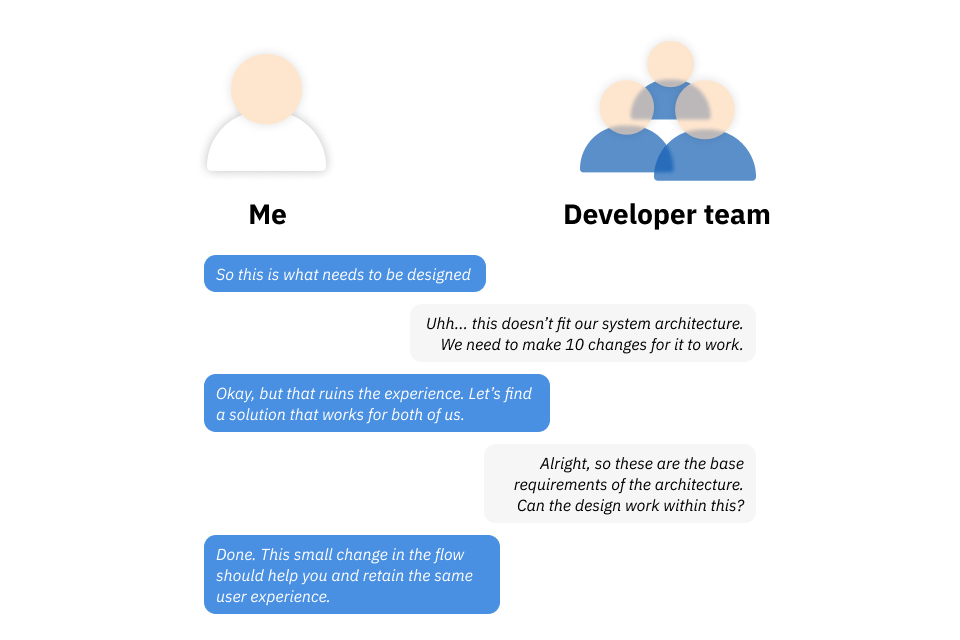 Me
Developer team
So this is what needs to be designed
Uhh... this doesn’t fit our system architecture.
We need to make 10 changes for it to work.
Okay, but that ruins the experience. Let’s find
a solution that works for both of us.
Alright, so these are the base
requirements of the architecture.
Can the design work within this?
Done. This small change in the flow
should help you and retain the same
user experience.